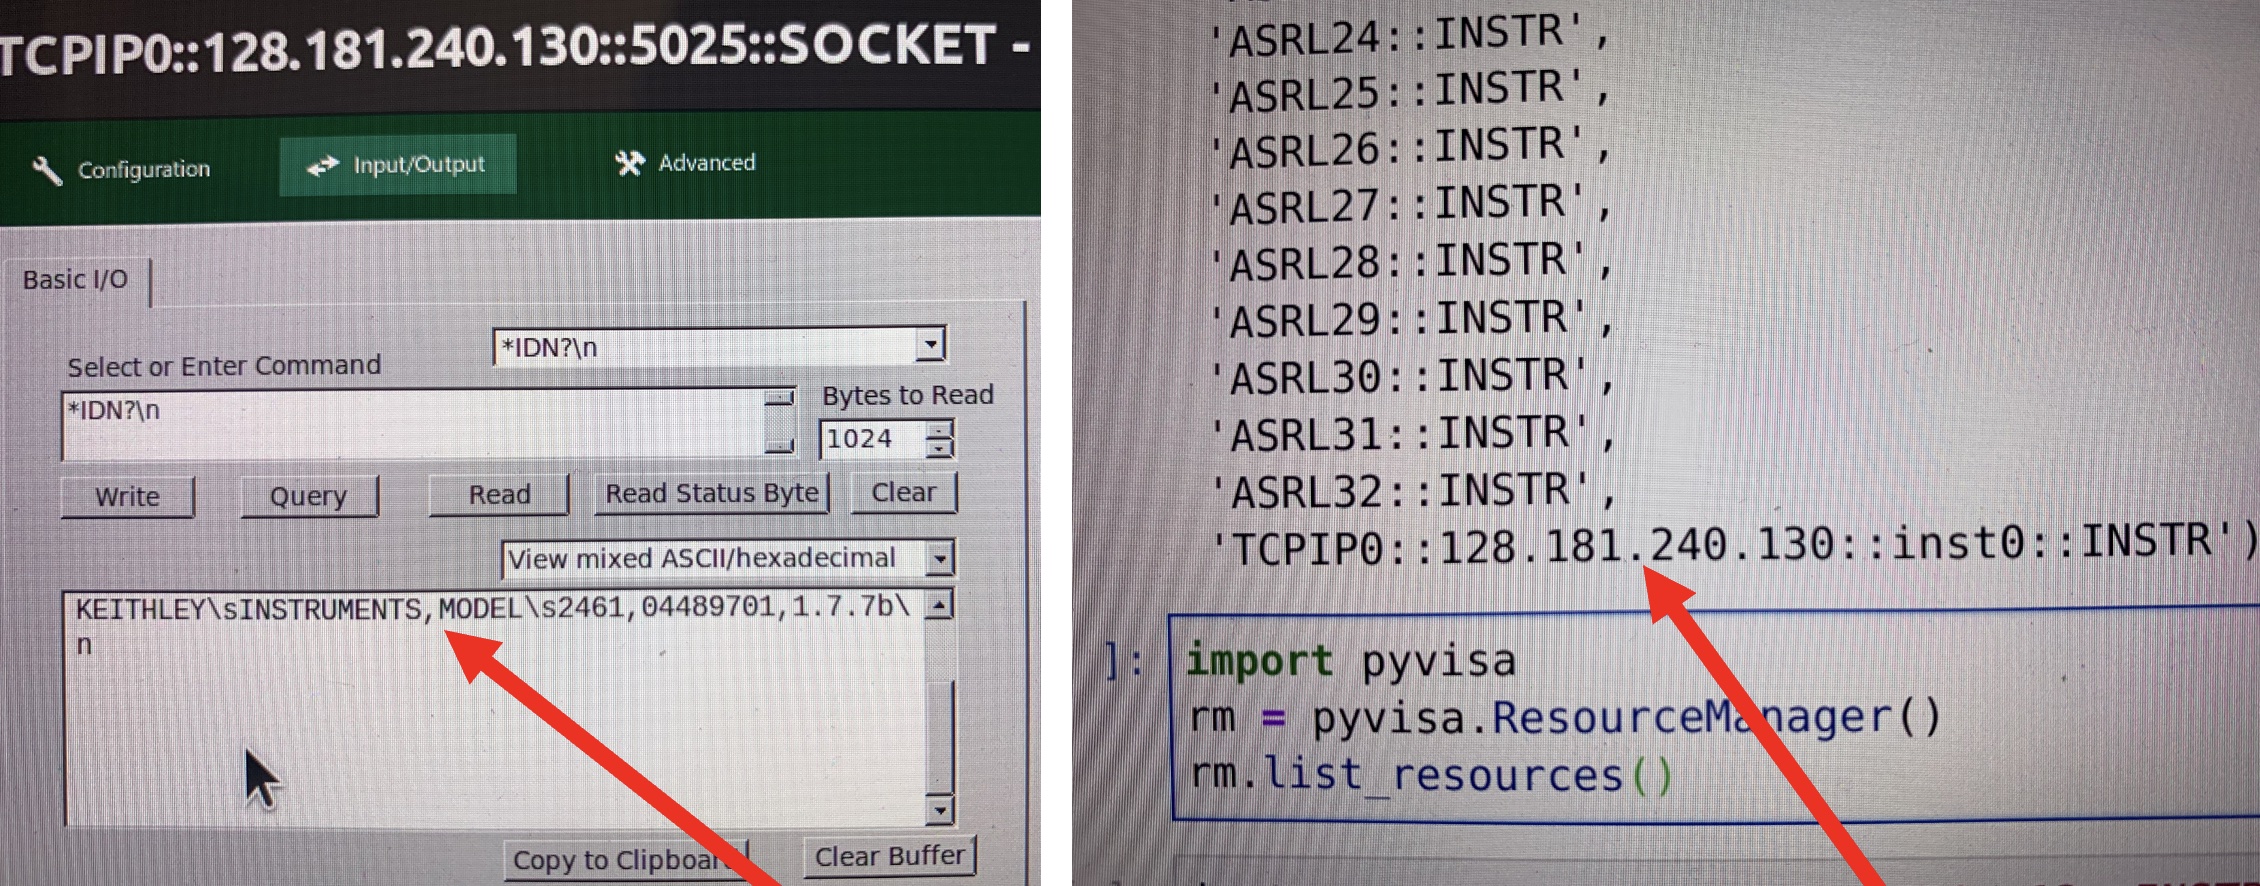 TCPIP0::128.181.240.130::5025::SOCKET -
Configuration
Input/Output
Advanced
Basic I/O
*IDN?\n
Select or Enter Command
*IDN?\n
Bytes to Read
1024
Write
Query
Read
Read Status Byte
Clear
View mixed ASCII/hexadecimal
KEITHLEY\sINSTRUMENTS,MODEL\s2461,04489701,1.7.7b\
n
Copy to Clipboard
Clear Buffer
'ASRL24::INSTR',
'ASRL25::INSTR',
'ASRL26::INSTR',
'ASRL27::INSTR',
'ASRL28::INSTR',
'ASRL29::INSTR',
'ASRL30::INSTR',
'ASRL31::INSTR',
'ASRL32::INSTR',
'TCPIP0::128.181.240.130::inst0::INSTR')
]: import pyvisa
rm = pyvisa.ResourceManager()
rm.list_resources()